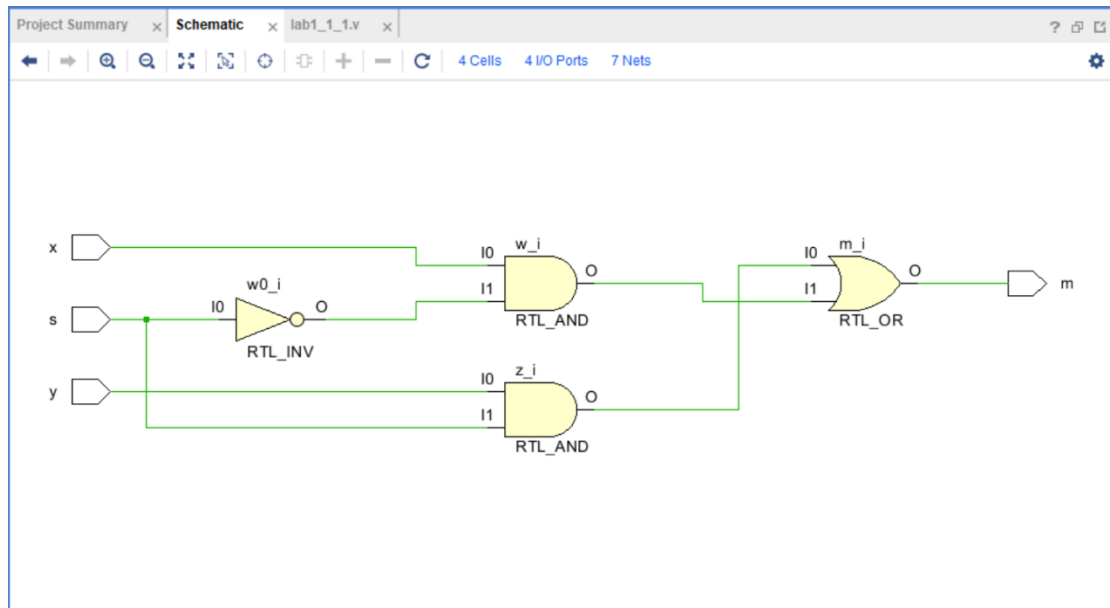 Project Summary × Schematic × lab1_1_1.v ×
?
4 Cells 4 I/O Ports 7 Nets
x
s
y
w0_i
I0
O
RTL_INV
w_i
I0
I1
O
RTL_AND
z_i
I0
I1
O
RTL_AND
m_i
I0
I1
O
RTL_OR
m